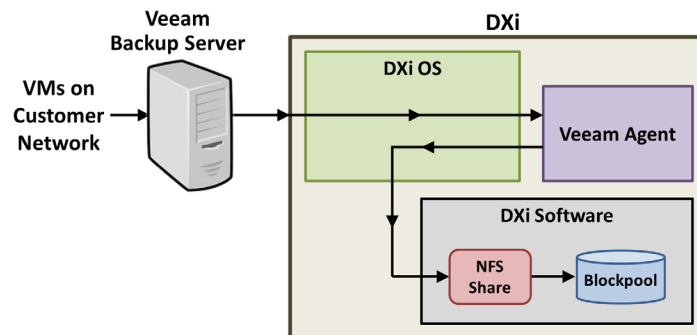 Veeam
Backup Server
VMs on
Customer
Network
DXi
DXi OS
Veeam Agent
DXi Software
NFS
Share
Blockpool